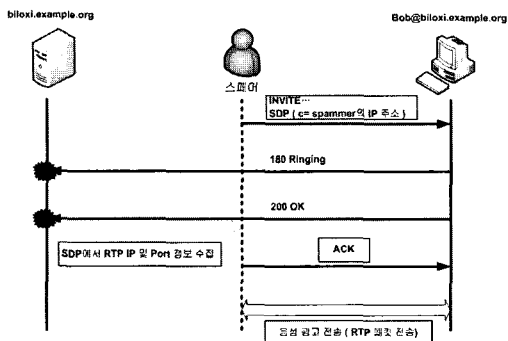 biloxi.example.org
Bob@biloxi.example.org
스패머
INVITE…
SDP ( c= spammer의 IP 주소 )
180 Ringing
200 OK
SDP에서 RTP IP 및 Port 정보 수집
ACK
음성 광고 전송 ( RTP 패킷 전송)